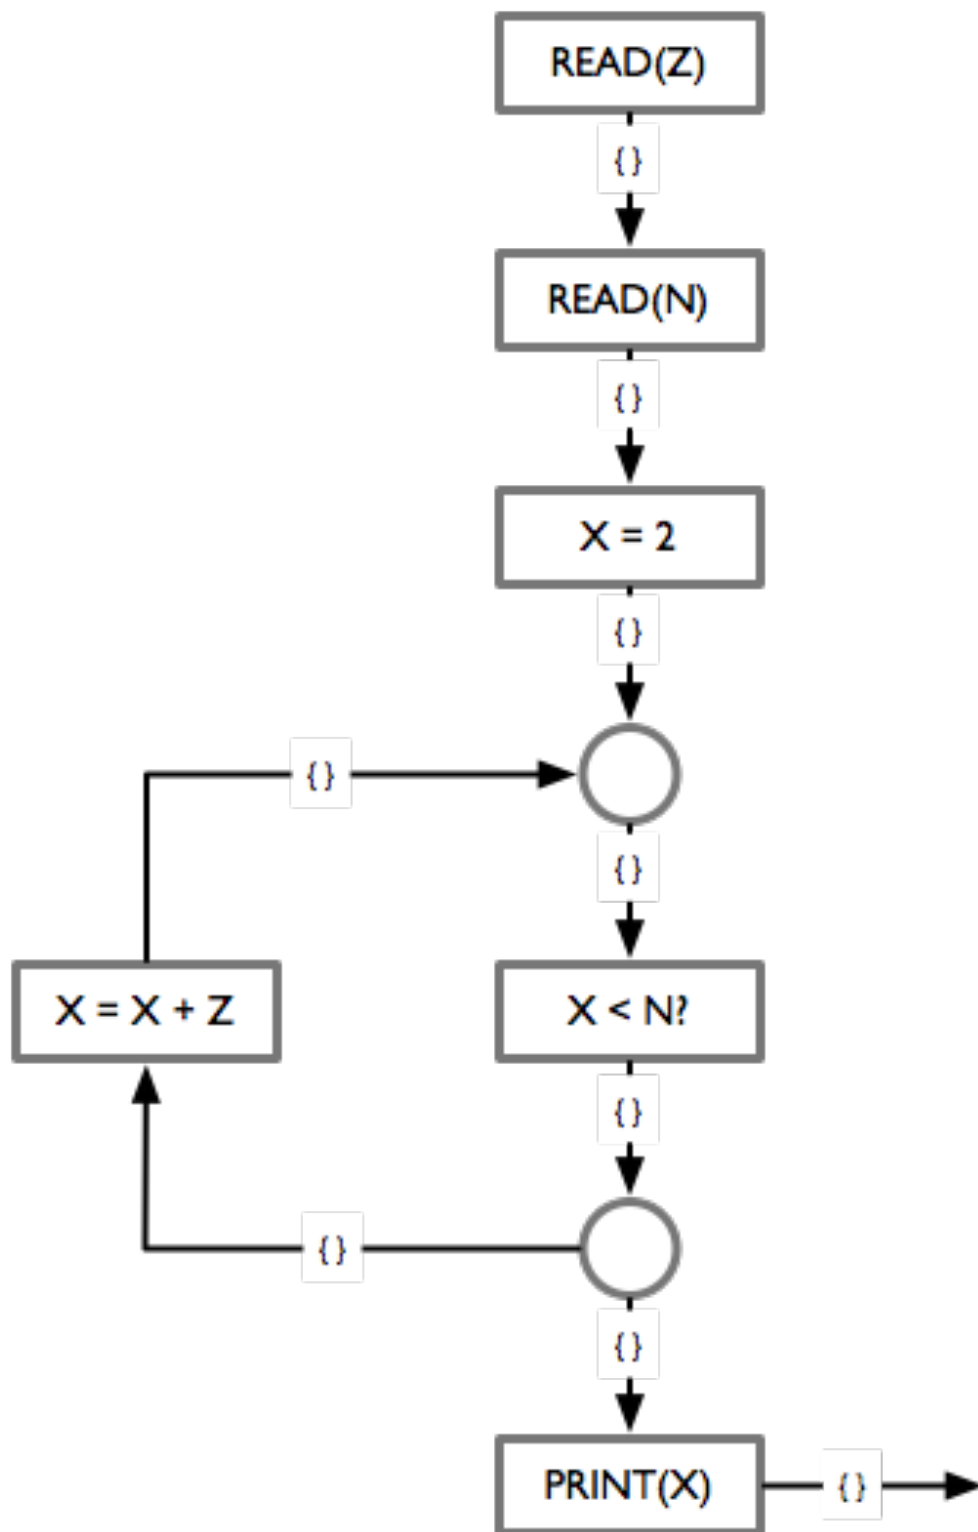 READ(Z)
{ }
READ(N)
{ }
X = 2
{ }
{ }
{ }
X = X + Z
X < N?
{ }
{ }
{ }
PRINT(X)
{ }